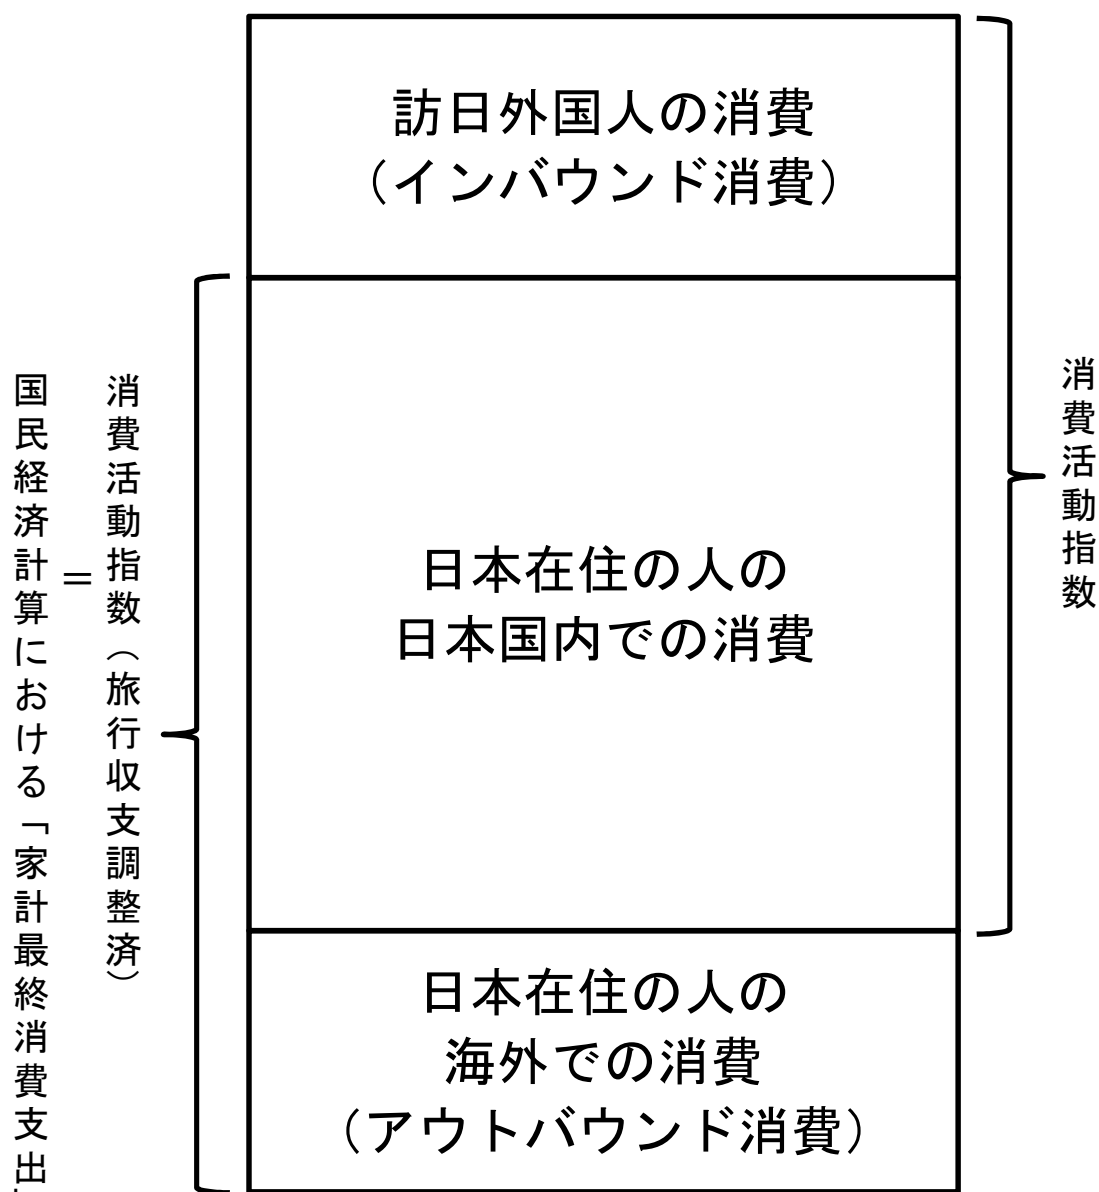 訪日外国人の消費
（インバウンド消費）
日本在住の人の
日本国内での消費
日本在住の人の
海外での消費
（アウトバウンド消費）
消費活動指数
消費活動指数（旅行収支調整済）
＝
国民経済計算における「家計最終消費支出」